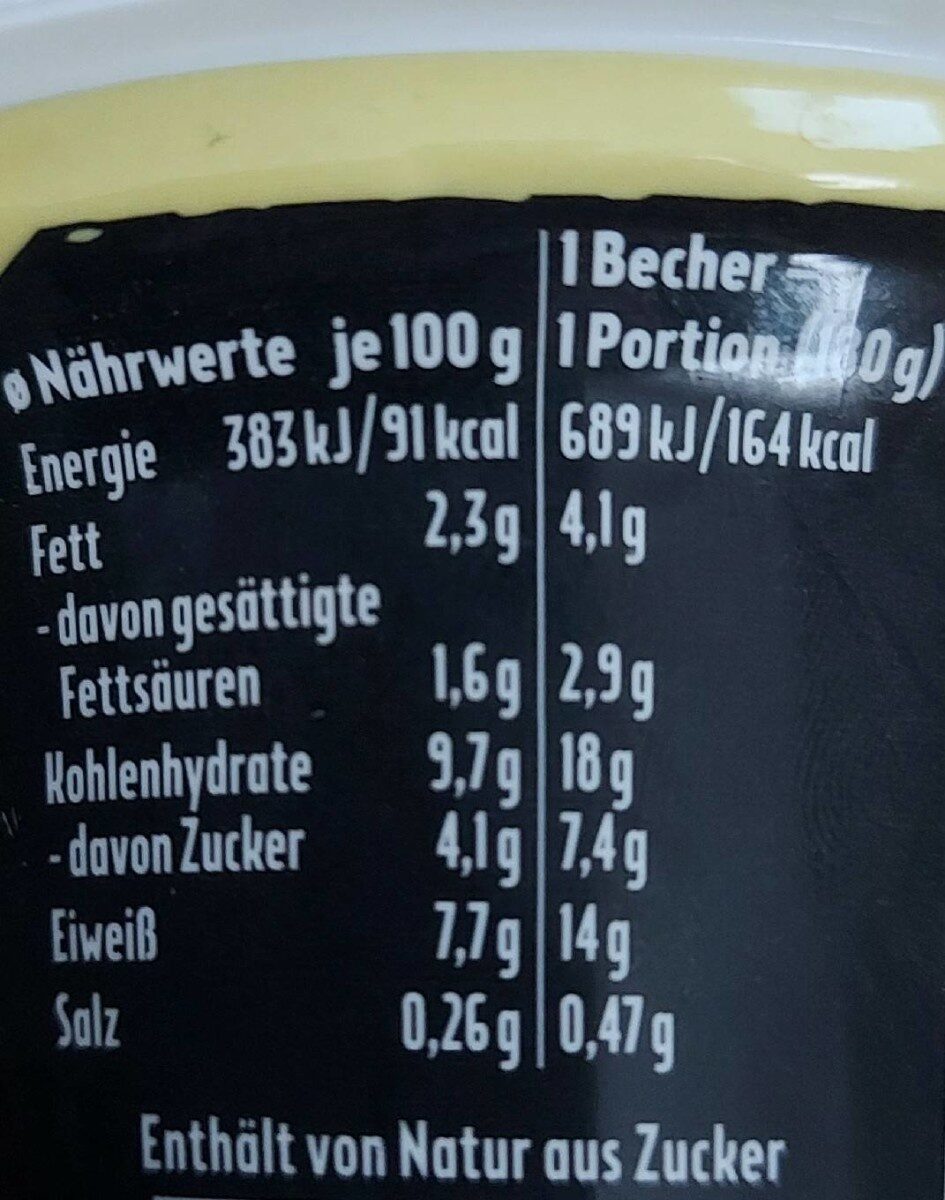 1 Becher =
ø Nährwerte je 100 g 1 Portion
Energie 383 kJ/91 kcal 689 kJ/164 kcal
Fett 2,3 g 4,1 g
- davon gesättigte
Fettsäuren 1,6 g 2,9 g
Kohlenhydrate 9,7 g 18 g
- davon Zucker 4,1 g 7,4 g
Eiweiß 7,7 g 14 g
Salz 0,26 g 0,47 g
Enthält von Natur aus Zucker